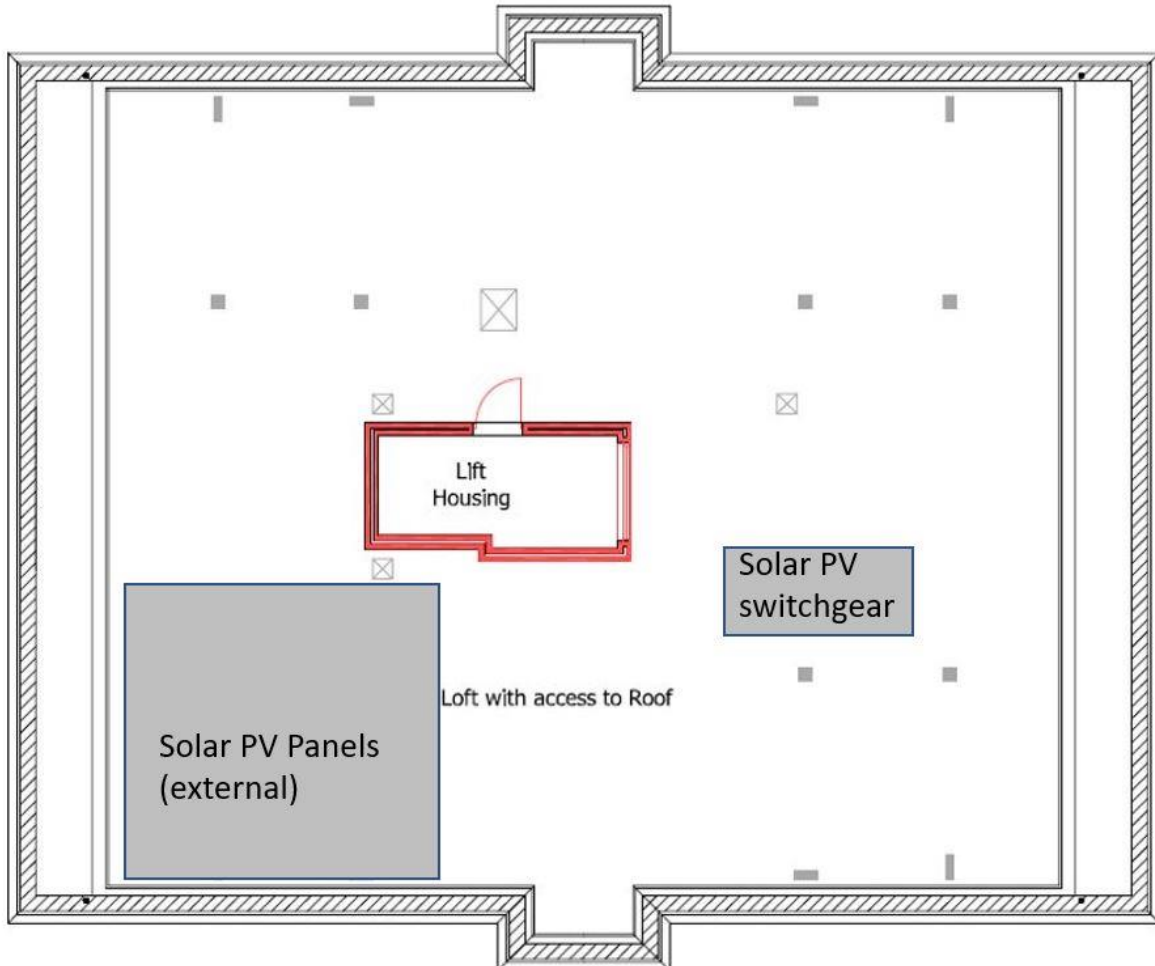 Lift
Housing
Solar PV
switchgear
Loft with access to Roof
Solar PV Panels
(external)